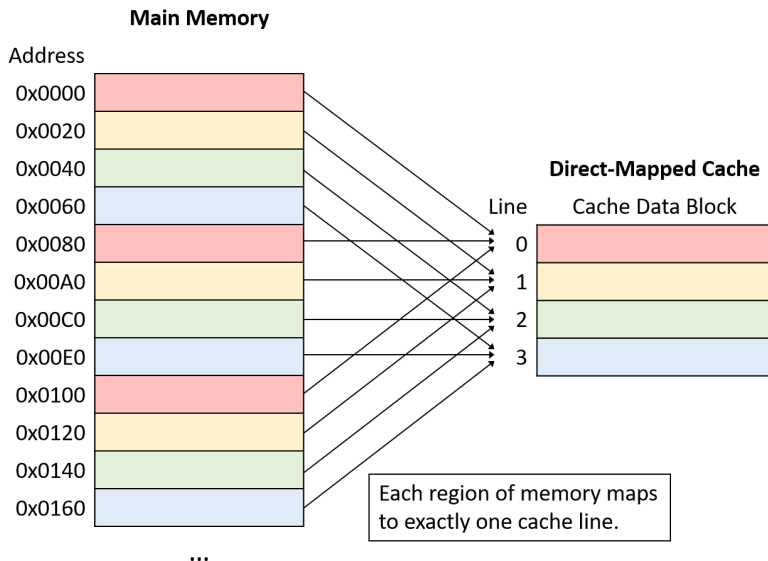 Main Memory
Address
0x0000
0x0020
0x0040
0x0060
0x0080
0x00A0
0x00C0
0x00E0
0x0100
0x0120
0x0140
0x0160
...
Direct-Mapped Cache
Line Cache Data Block
0
1
2
3
Each region of memory maps
to exactly one cache line.